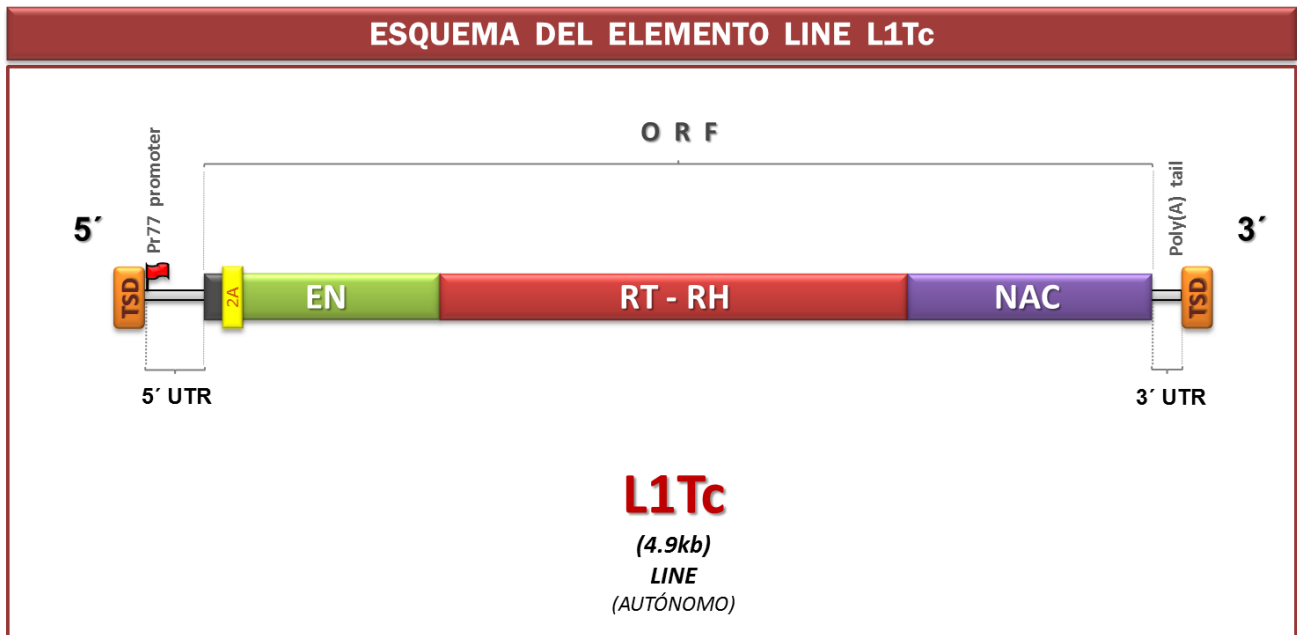 ESQUEMA DEL ELEMENTO LINE L1Tc
O R F
Pr77 promoter
Poly(A) tail
5´
3´
TSD
2A
EN
RT - RH
NAC
TSD
5´ UTR
3´ UTR
L1Tc
(4.9kb)
LINE
(AUTÓNOMO)